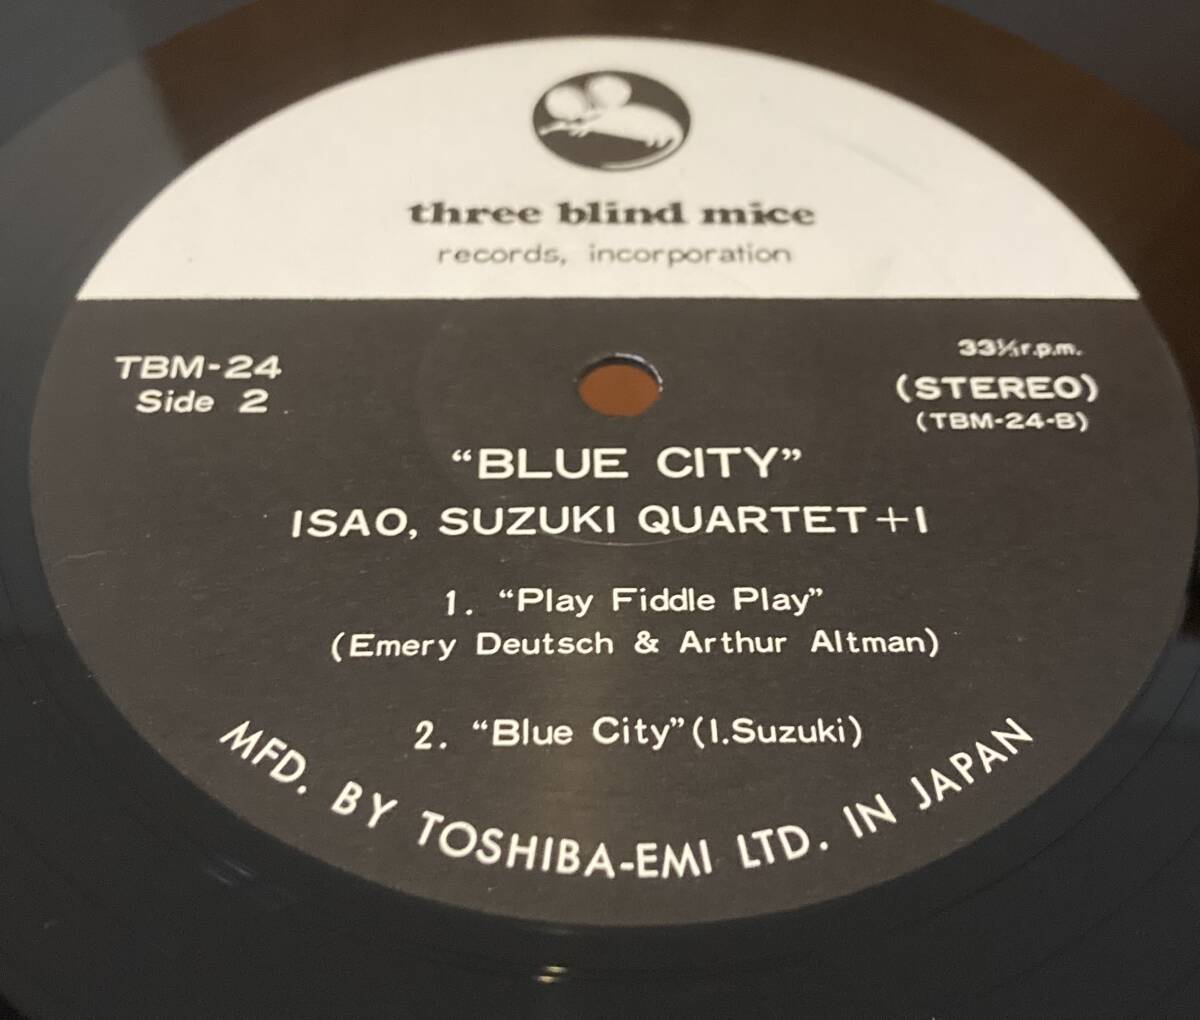 three blind mice
records, incorporation
TBM-24
Side 2
33⅓ r.p.m.
(STEREO)
(TBM-24-B)
“BLUE CITY”
ISAO, SUZUKI QUARTET+1
1. “Play Fiddle Play”
(Emery Deutsch & Arthur Altman)
2. “Blue City”(I.Suzuki)
MFD. BY TOSHIBA-EMI LTD. IN JAPAN